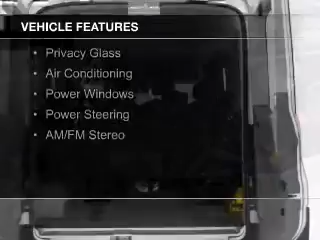 VEHICLE FEATURES
• Privacy Glass
• Air Conditioning
• Power Windows
• Power Steering
• AM/FM Stereo